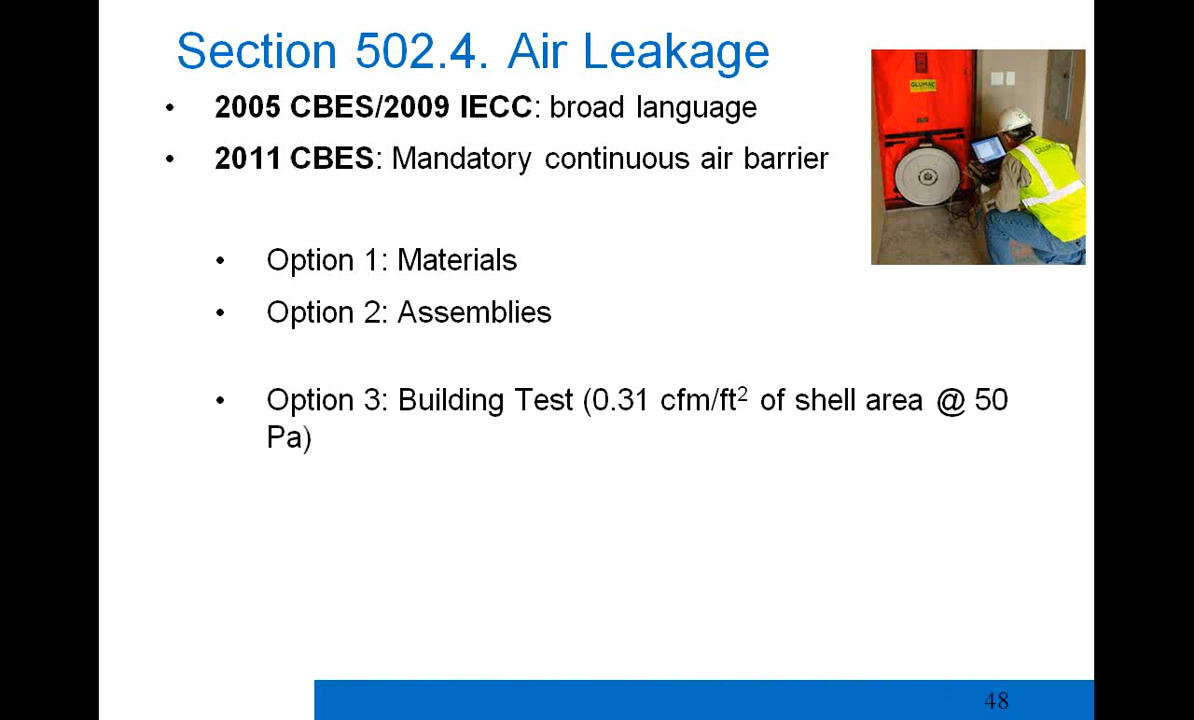 Section 502.4. Air Leakage
• 2005 CBES/2009 IECC: broad language
• 2011 CBES: Mandatory continuous air barrier
• Option 1: Materials
• Option 2: Assemblies
• Option 3: Building Test (0.31 cfm/ft² of shell area @ 50
Pa)
GLUMAC
48